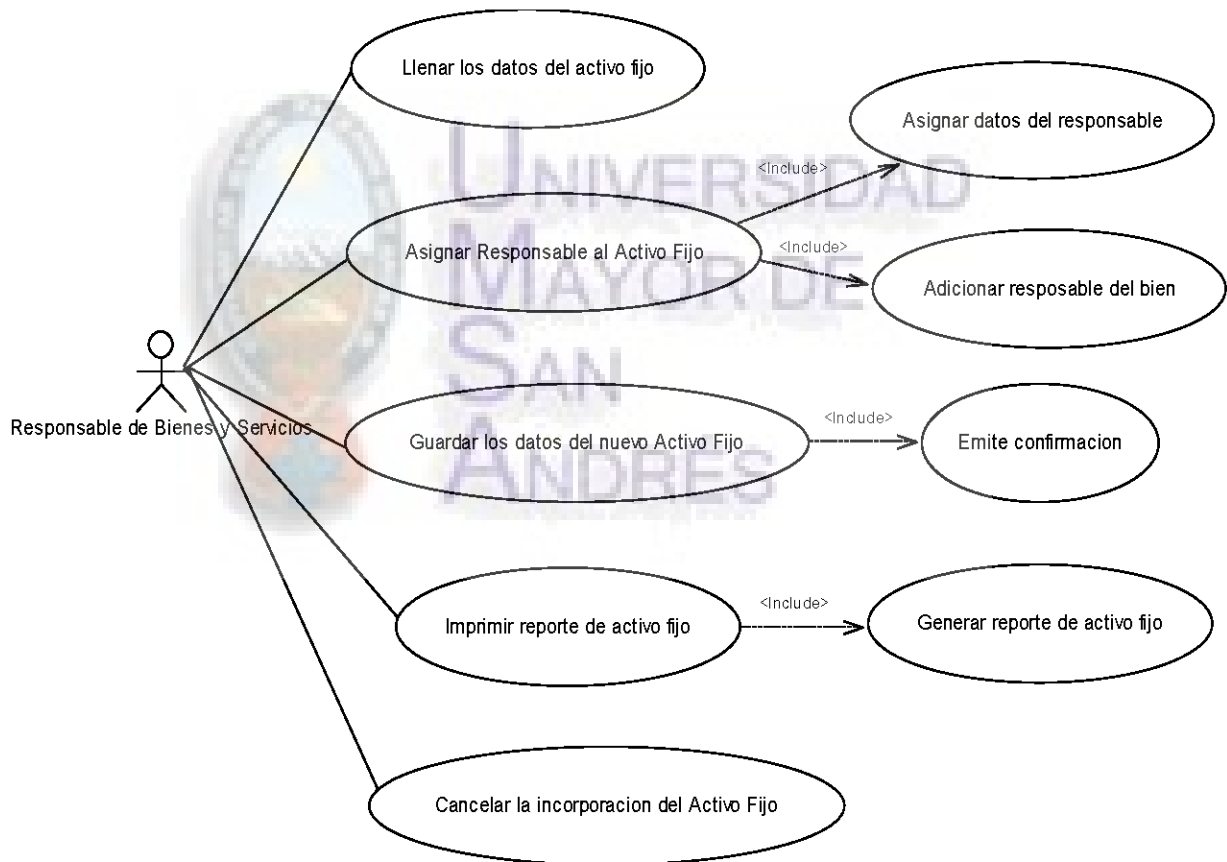 Llenar los datos del activo fijo
Asignar datos del responsable
<Include>
UNIVERSIDAD
Asignar Responsable al Activo Fijo
<Include>
MAYOR DE
Adicionar resposable del bien
SAN
Responsable de Bienes y Servicios
Guardar los datos del nuevo Activo Fijo
<Include>
Emite confirmacion
ANDRES
Imprimir reporte de activo fijo
<Include>
Generar reporte de activo fijo
Cancelar la incorporacion del Activo Fijo